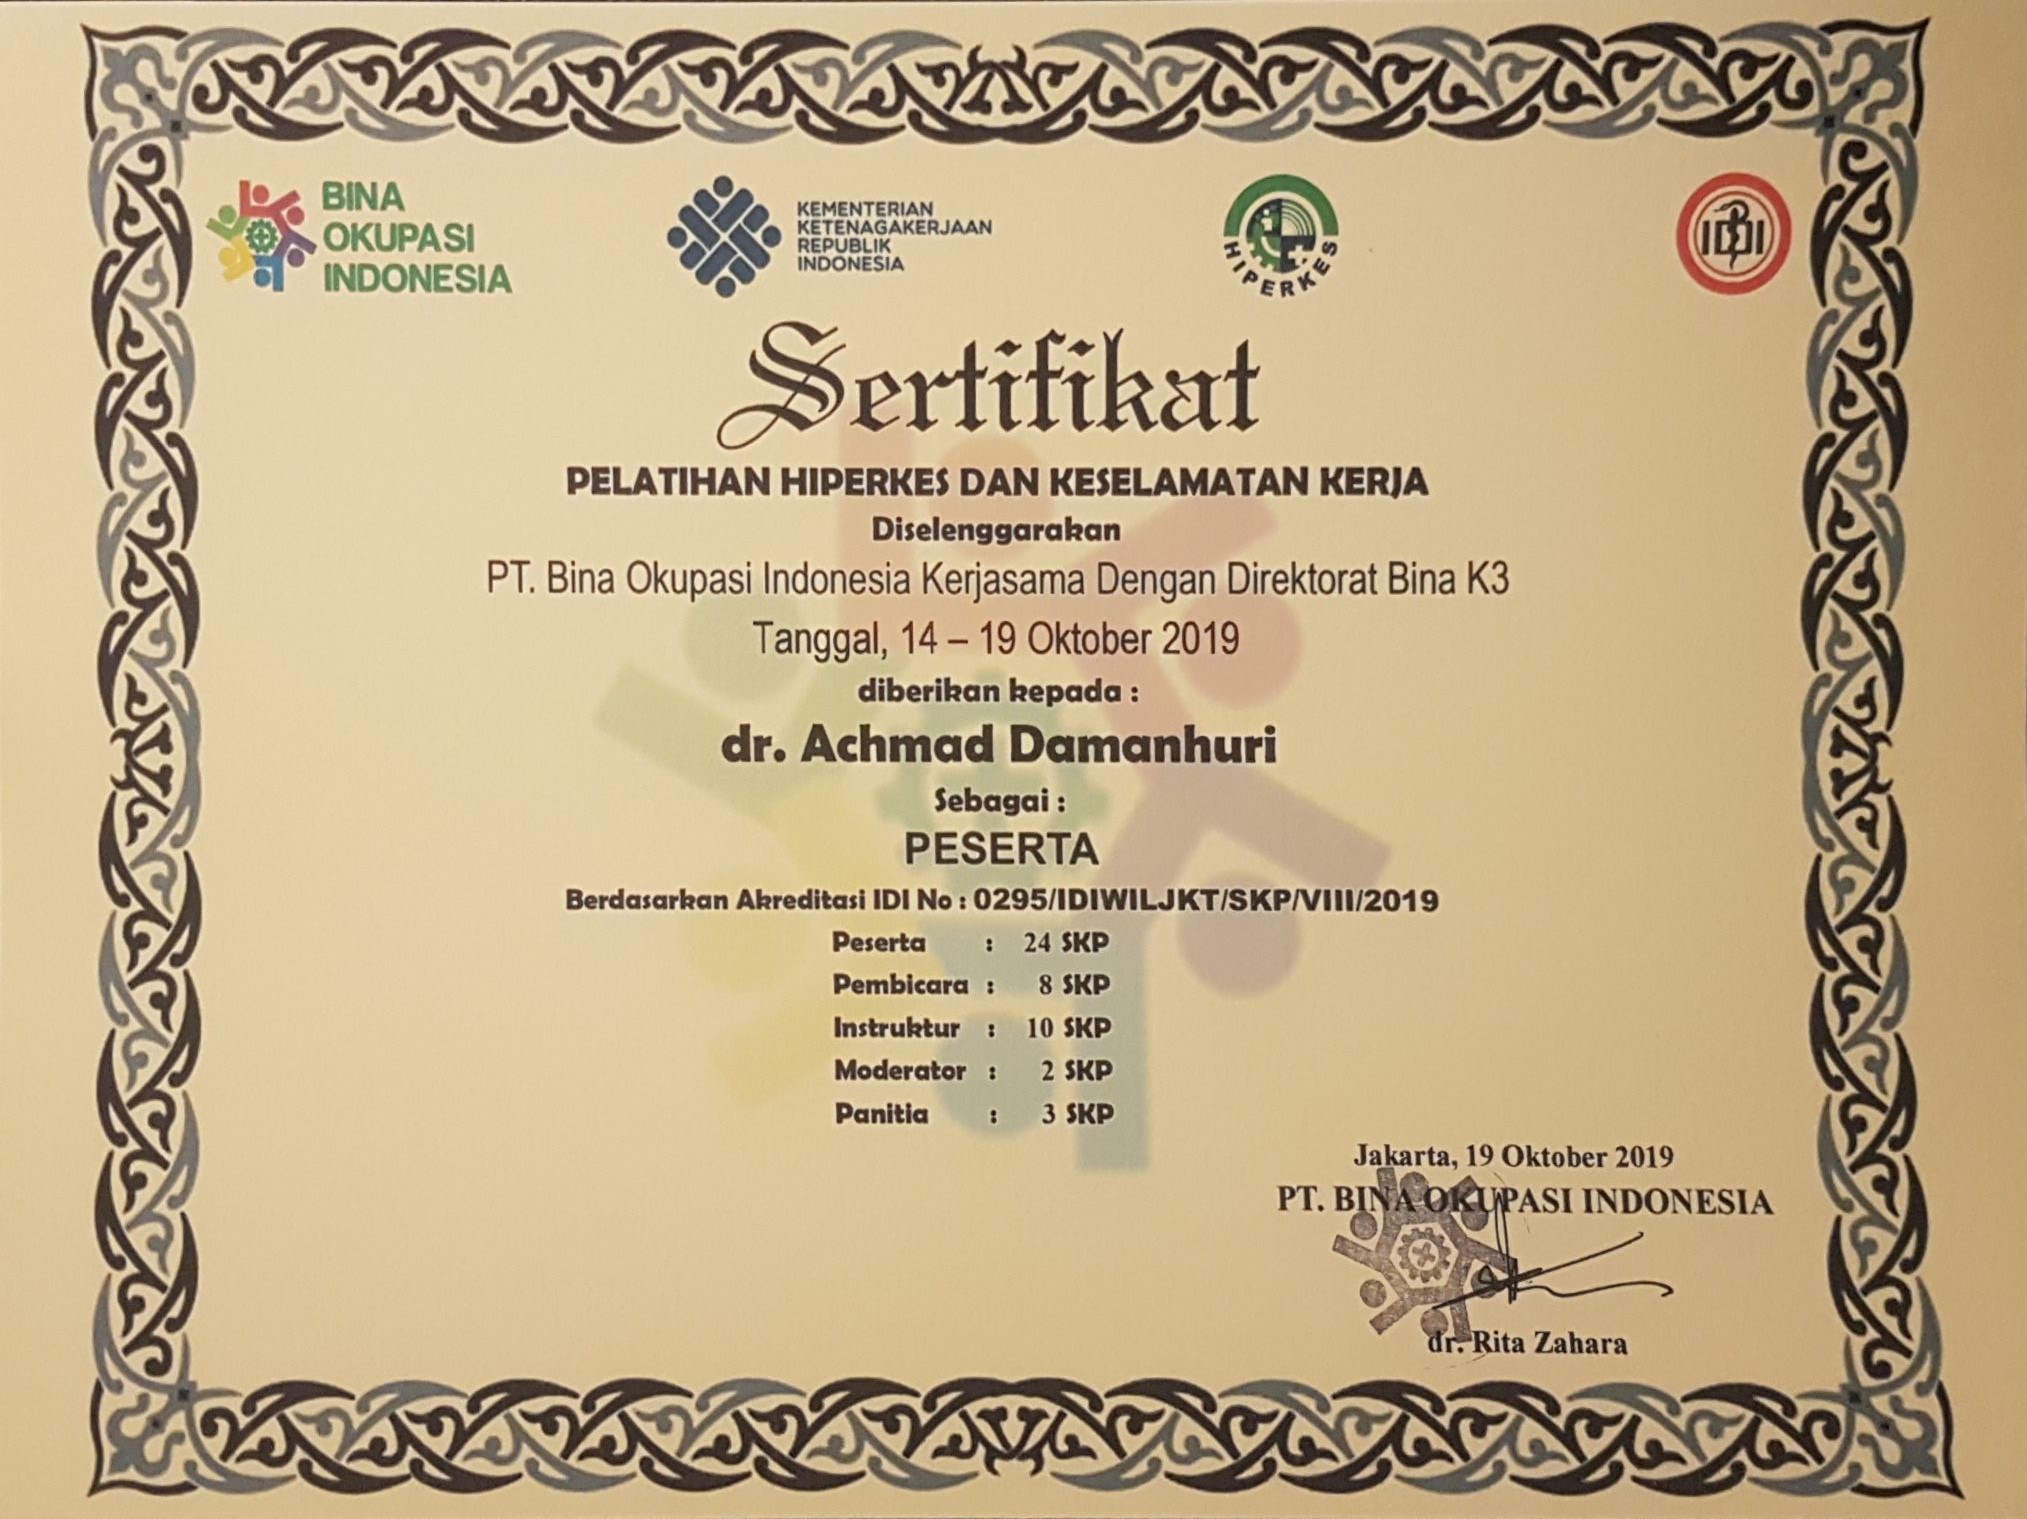 BINA
OKUPASI
INDONESIA
KEMENTERIAN
KETENAGAKERJAAN
REPUBLIK
INDONESIA
HIPERKES
IDI
Sertifikat
PELATIHAN HIPERKES DAN KESELAMATAN KERJA
Diselenggarakan
PT. Bina Okupasi Indonesia Kerjasama Dengan Direktorat Bina K3
Tanggal, 14 – 19 Oktober 2019
diberikan kepada :
dr. Achmad Damanhuri
Sebagai :
PESERTA
Berdasarkan Akreditasi IDI No : 0295/IDIWILJKT/SKP/VIII/2019
Peserta : 24 SKP
Pembicara : 8 SKP
Instruktur : 10 SKP
Moderator : 2 SKP
Panitia : 3 SKP
Jakarta, 19 Oktober 2019
PT. BINA OKUPASI INDONESIA
dr. Rita Zahara